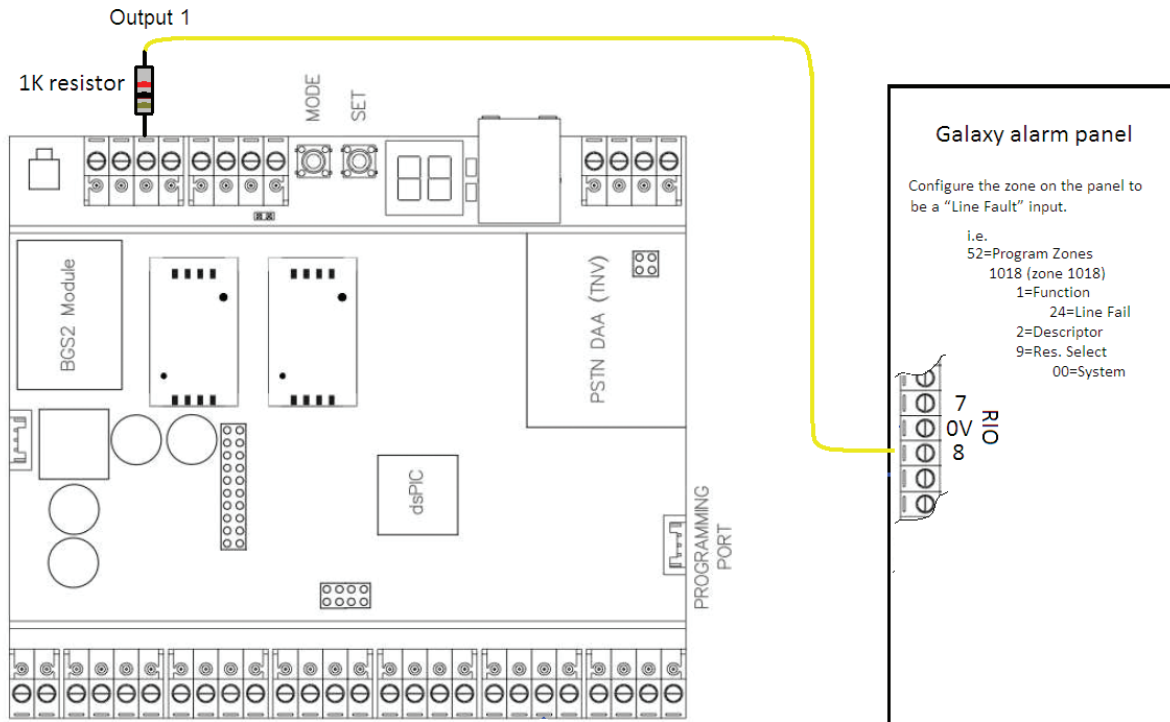 Output 1
1K resistor
MODE
SET
Galaxy alarm panel
Configure the zone on the panel to
be a “Line Fault” input.
i.e.
52=Program Zones
1018 (zone 1018)
1=Function
24=Line Fail
2=Descriptor
9=Res. Select
00=System
BGS2 Module
PSTN DAA (TNV)
7
0V
8
RIO
dsPIC
PROGRAMMING
PORT